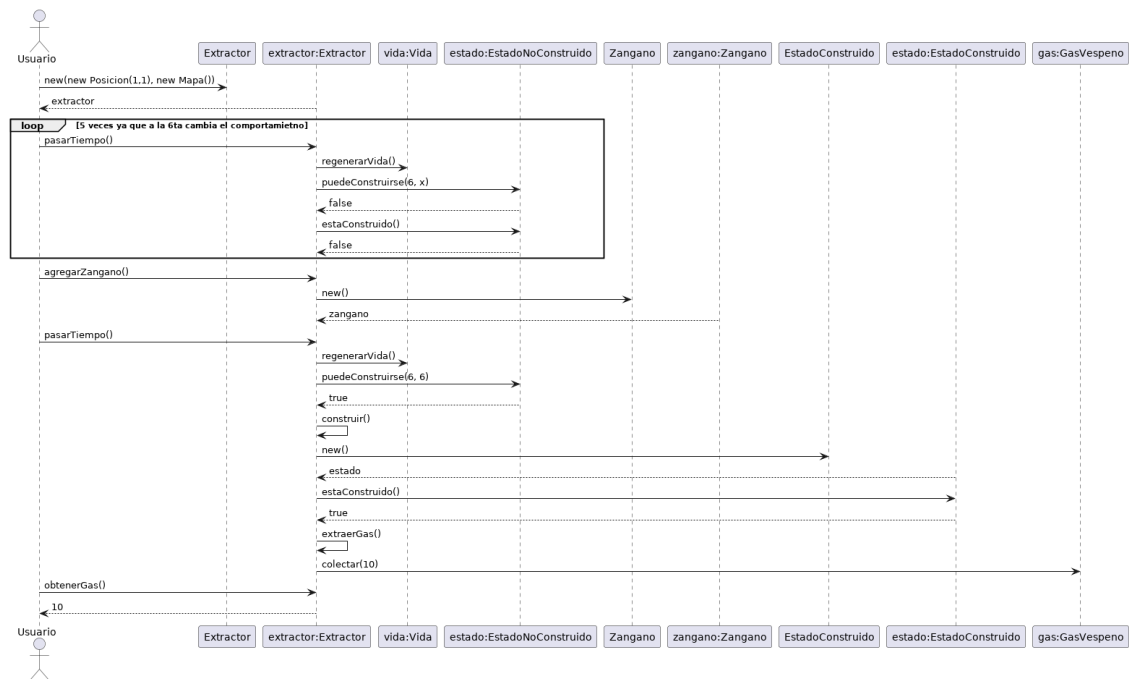 Usuario
Extractor
extractor:Extractor
vida:Vida
estado:EstadoNoConstruido
Zangano
zangano:Zangano
EstadoConstruido
estado:EstadoConstruido
gas:GasVespeno
new(new Posicion(1,1), new Mapa())
extractor
loop [5 veces ya que a la 6ta cambia el comportamietno]
pasarTiempo()
regenerarVida()
puedeConstruirse(6, x)
false
estaConstruido()
false
agregarZangano()
new()
zangano
pasarTiempo()
regenerarVida()
puedeConstruirse(6, 6)
true
construir()
new()
estado
estaConstruido()
true
extraerGas()
colectar(10)
obtenerGas()
10
Usuario
Extractor
extractor:Extractor
vida:Vida
estado:EstadoNoConstruido
Zangano
zangano:Zangano
EstadoConstruido
estado:EstadoConstruido
gas:GasVespeno